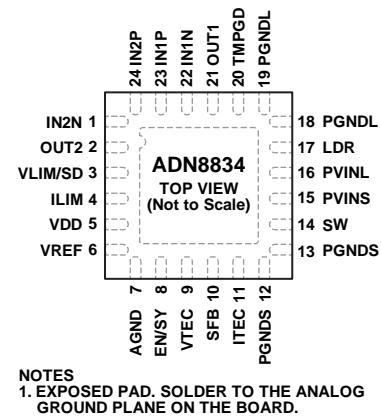 24 IN2P
23 IN1P
22 IN1N
21 OUT1
20 TMPGD
19 PGNDL
IN2N 1
OUT2 2
VLIM/SD 3
ILIM 4
VDD 5
VREF 6
ADN8834
TOP VIEW
(Not to Scale)
18 PGNDL
17 LDR
16 PVINL
15 PVINS
14 SW
13 PGNDS
AGND 7
EN/SY 8
VTEC 9
SFB 10
ITEC 11
PGNDS 12
NOTES
1. EXPOSED PAD. SOLDER TO THE ANALOG
GROUND PLANE ON THE BOARD.